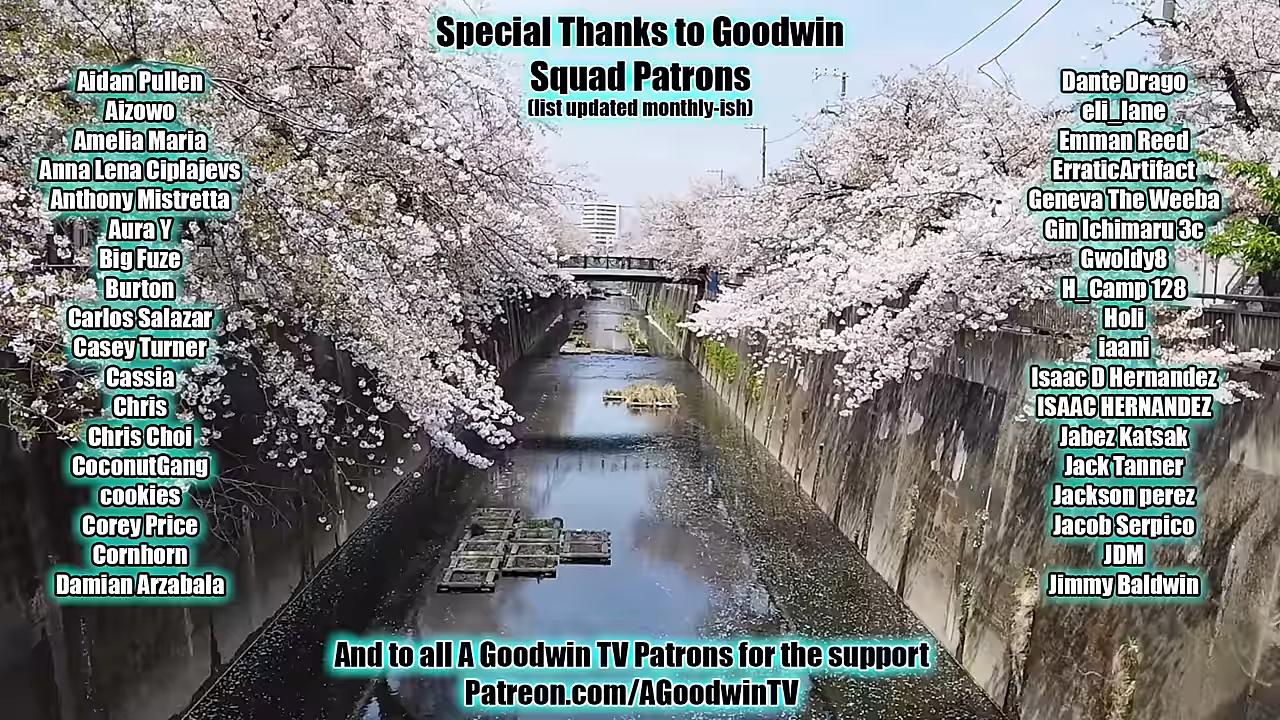 Special Thanks to Goodwin
Squad Patrons
(list updated monthly-ish)
Aidan Pullen
Aizowo
Amelia Maria
Anna Lena Ciplajevs
Anthony Mistretta
Aura Y
Big Fuze
Burton
Carlos Salazar
Casey Turner
Cassia
Chris
Chris Choi
CoconutGang
cookies
Corey Price
Cornhorn
Damian Arzabala
Dante Drago
eli_lane
Emman Reed
ErraticArtifact
Geneva The Weeba
Gin Ichimaru 3c
Gwoldy8
H_Camp 128
Holi
iaani
Isaac D Hernandez
ISAAC HERNANDEZ
Jabez Katsak
Jack Tanner
Jackson perez
Jacob Serpico
JDM
Jimmy Baldwin
And to all A Goodwin TV Patrons for the support
Patreon.com/AGoodwinTV